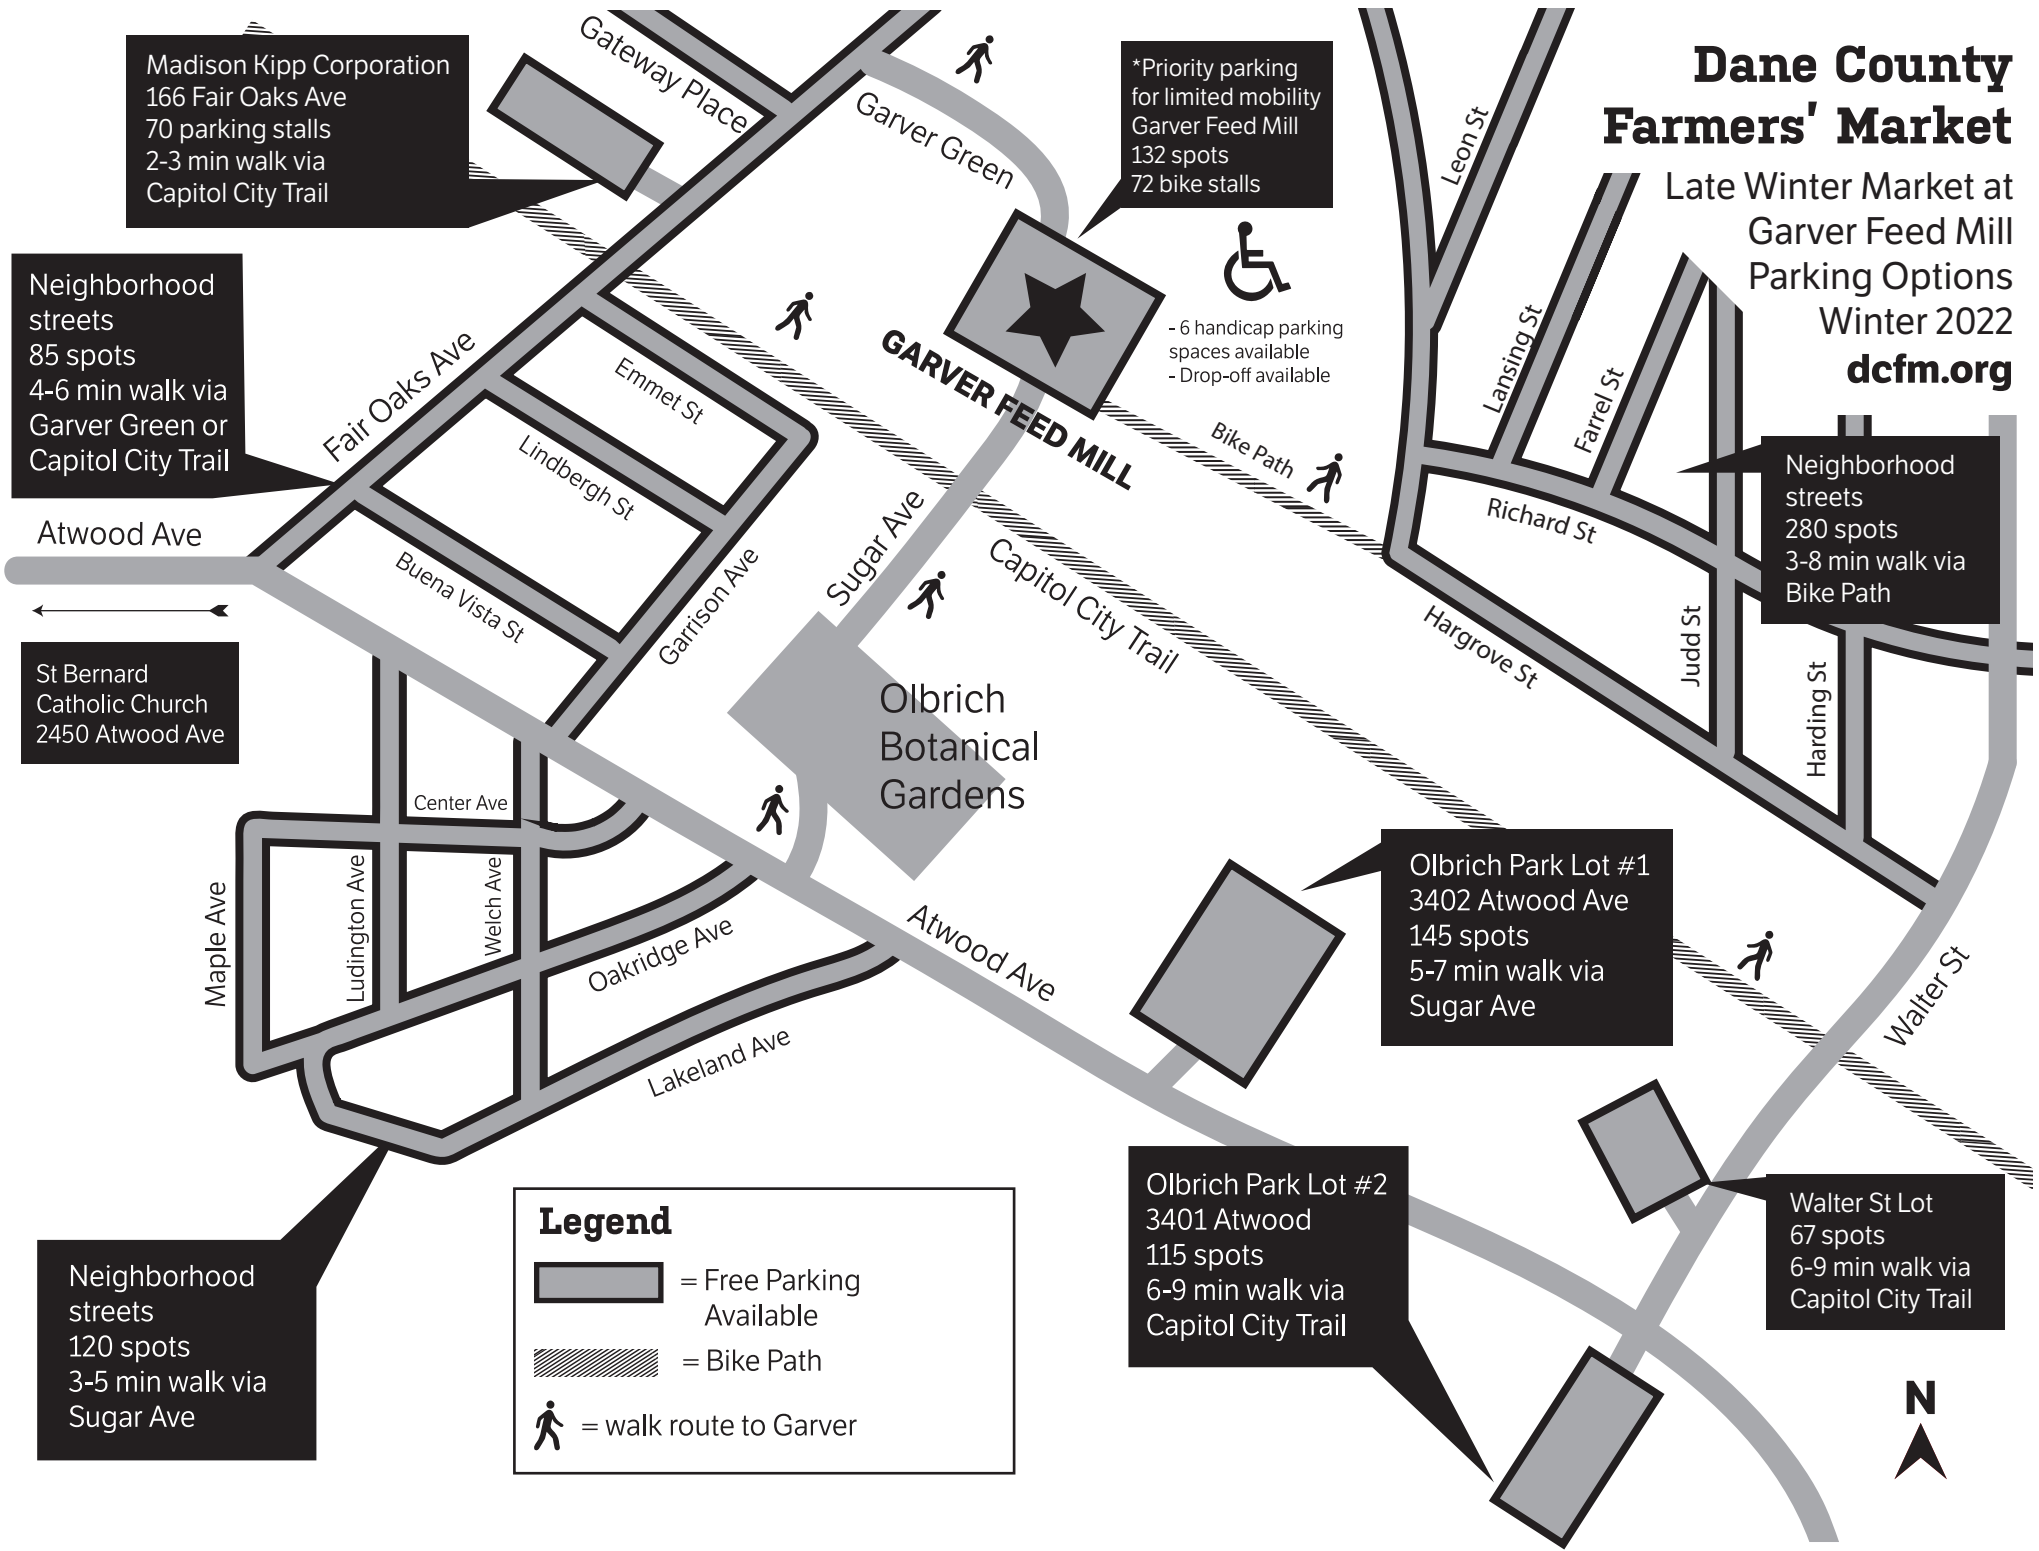 Dane County
Farmers' Market
Late Winter Market at
Garver Feed Mill
Parking Options
Winter 2022
dcfm.org
Madison Kipp Corporation
166 Fair Oaks Ave
70 parking stalls
2-3 min walk via
Capitol City Trail
Gateway Place
Garver Green
*Priority parking
for limited mobility
Garver Feed Mill
132 spots
72 bike stalls
- 6 handicap parking
spaces available
- Drop-off available
GARVER FEED MILL
Leon St
Lansing St
Farrel St
Neighborhood
streets
85 spots
4-6 min walk via
Garver Green or
Capitol City Trail
Fair Oaks Ave
Emmet St
Lindbergh St
Buena Vista St
Garrison Ave
Sugar Ave
Bike Path
Capitol City Trail
Richard St
Hargrove St
Judd St
Harding St
Neighborhood
streets
280 spots
3-8 min walk via
Bike Path
Atwood Ave
St Bernard
Catholic Church
2450 Atwood Ave
Olbrich
Botanical
Gardens
Center Ave
Maple Ave
Ludington Ave
Welch Ave
Oakridge Ave
Lakeland Ave
Atwood Ave
Olbrich Park Lot #1
3402 Atwood Ave
145 spots
5-7 min walk via
Sugar Ave
Walter St
Olbrich Park Lot #2
3401 Atwood
115 spots
6-9 min walk via
Capitol City Trail
Walter St Lot
67 spots
6-9 min walk via
Capitol City Trail
Neighborhood
streets
120 spots
3-5 min walk via
Sugar Ave
Legend
= Free Parking
Available
= Bike Path
= walk route to Garver
N